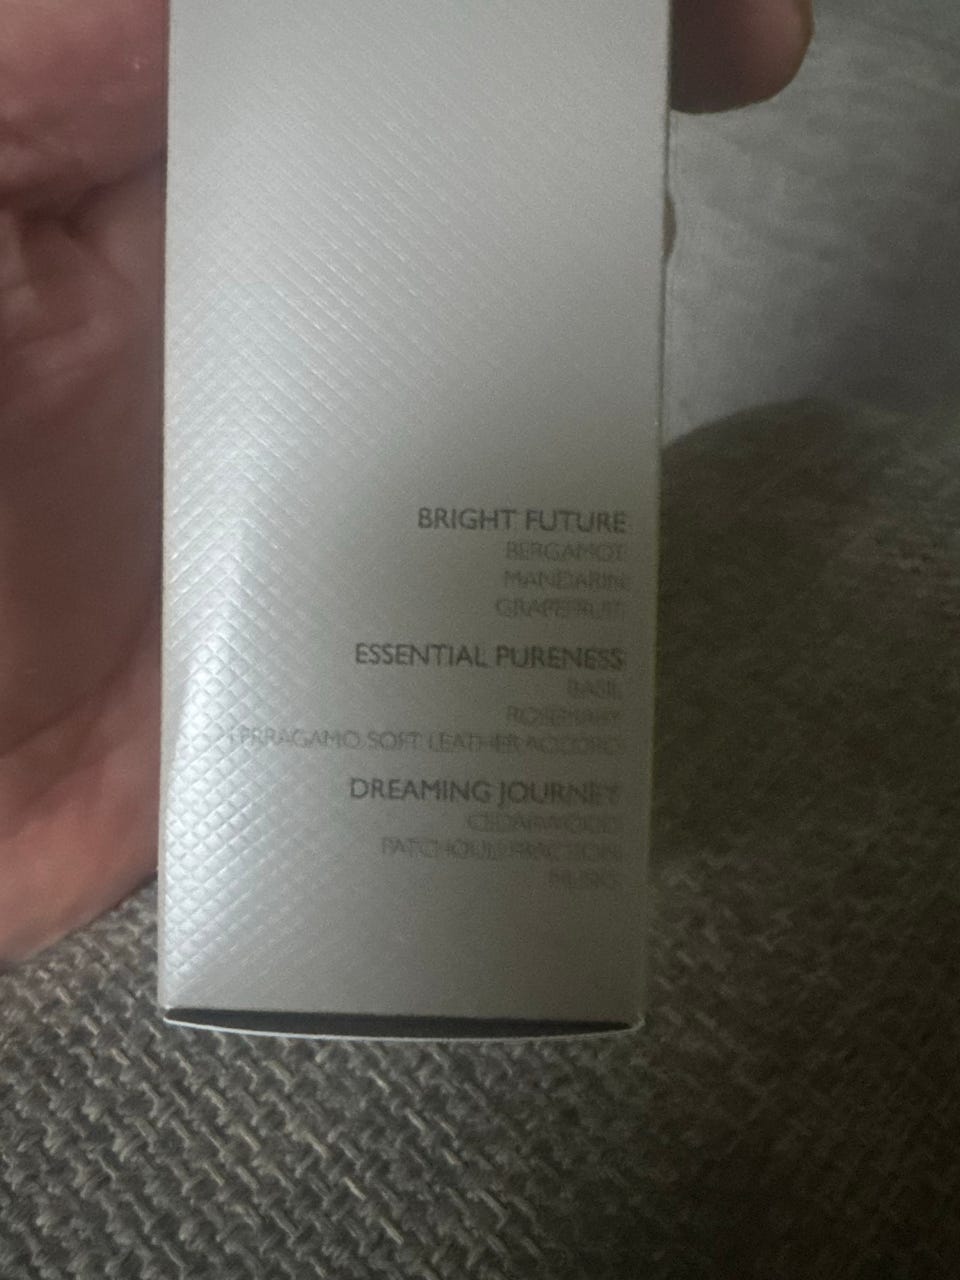 BRIGHT FUTURE
BERGAMOT
MANDARIN
GRAPEFRUIT
ESSENTIAL PURENESS
BASIL
ROSEMARY
FERRAGAMO SOFT LEATHER ACCORD
DREAMING JOURNEY
CEDARWOOD
PATCHOULI FRACTION
MUSKS